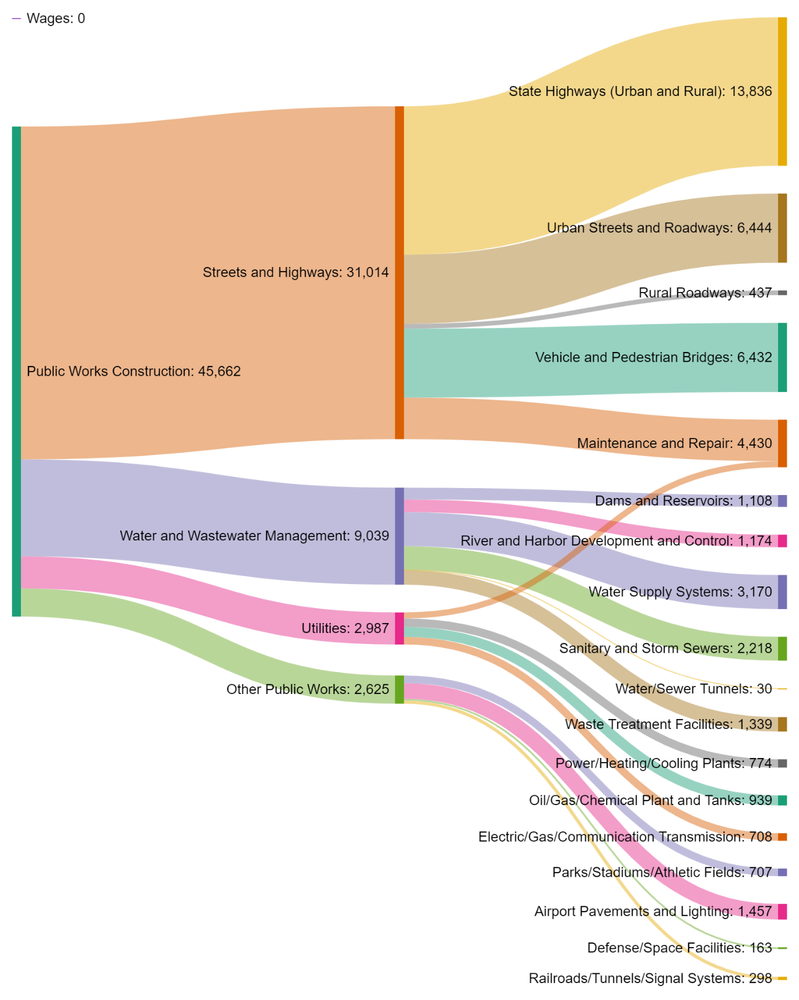 Wages: 0
State Highways (Urban and Rural): 13,836
Urban Streets and Roadways: 6,444
Streets and Highways: 31,014
Rural Roadways: 437
Vehicle and Pedestrian Bridges: 6,432
Public Works Construction: 45,662
Maintenance and Repair: 4,430
Dams and Reservoirs: 1,108
Water and Wastewater Management: 9,039
River and Harbor Development and Control: 1,174
Water Supply Systems: 3,170
Utilities: 2,987
Sanitary and Storm Sewers: 2,218
Other Public Works: 2,625
Water/Sewer Tunnels: 30
Waste Treatment Facilities: 1,339
Power/Heating/Cooling Plants: 774
Oil/Gas/Chemical Plant and Tanks: 939
Electric/Gas/Communication Transmission: 708
Parks/Stadiums/Athletic Fields: 707
Airport Pavements and Lighting: 1,457
Defense/Space Facilities: 163
Railroads/Tunnels/Signal Systems: 298